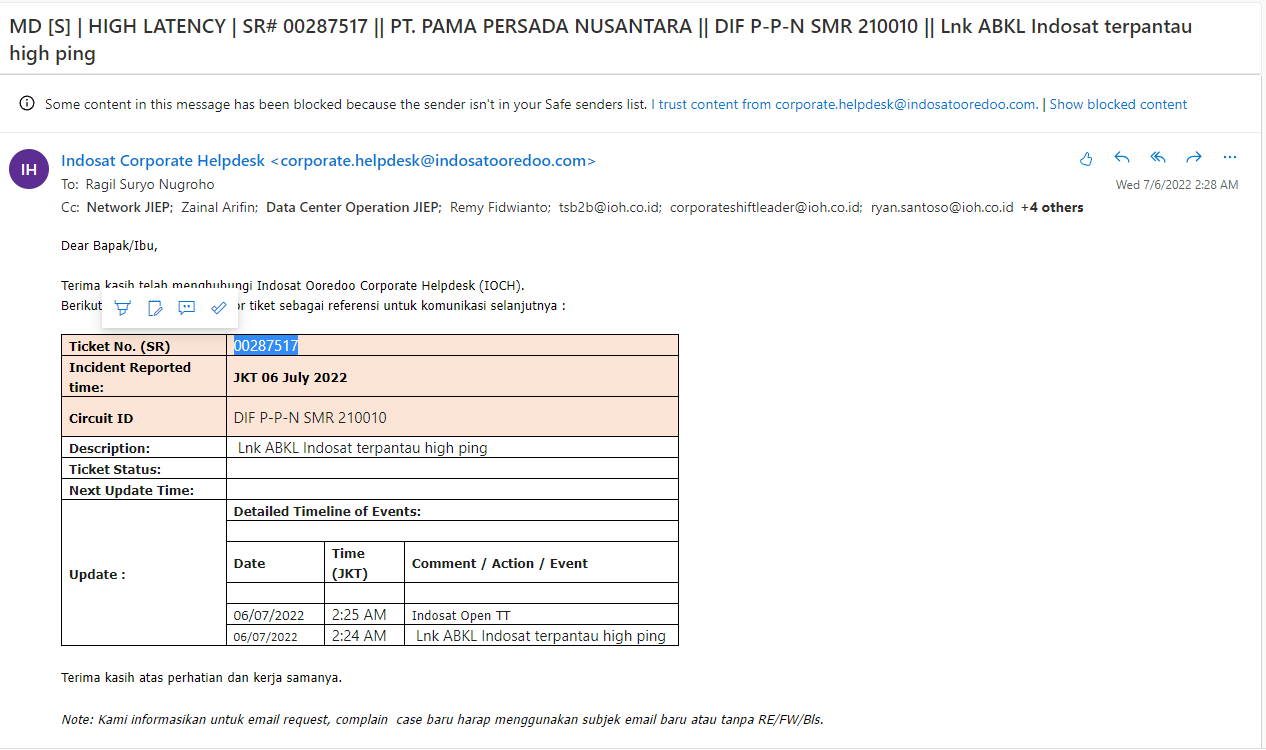 MD [S] | HIGH LATENCY | SR# 00287517 || PT. PAMA PERSADA NUSANTARA || DIF P-P-N SMR 210010 || Lnk ABKL Indosat terpantau
high ping
Some content in this message has been blocked because the sender isn't in your Safe senders list. I trust content from corporate.helpdesk@indosatooredoo.com. | Show blocked content
IH
Indosat Corporate Helpdesk <corporate.helpdesk@indosatooredoo.com>
To: Ragil Suryo Nugroho
Wed 7/6/2022 2:28 AM
Cc: Network JIEP; Zainal Arifin; Data Center Operation JIEP; Remy Fidwianto; tsb2b@ioh.co.id; corporateshiftleader@ioh.co.id; ryan.santoso@ioh.co.id +4 others
Dear Bapak/Ibu,
Terima kasih telah menghubungi Indosat Ooredoo Corporate Helpdesk (IOCH).
Berikut or tiket sebagai referensi untuk komunikasi selanjutnya :
Ticket No. (SR) 00287517
Incident Reported
time:
JKT 06 July 2022
Circuit ID DIF P-P-N SMR 210010
Description: Lnk ABKL Indosat terpantau high ping
Ticket Status:
Next Update Time:
Update :
Detailed Timeline of Events:
Date
Time
(JKT)
Comment / Action / Event
06/07/2022 2:25 AM Indosat Open TT
06/07/2022 2:24 AM Lnk ABKL Indosat terpantau high ping
Terima kasih atas perhatian dan kerja samanya.
Note: Kami informasikan untuk email request, complain case baru harap menggunakan subjek email baru atau tanpa RE/FW/Bls.